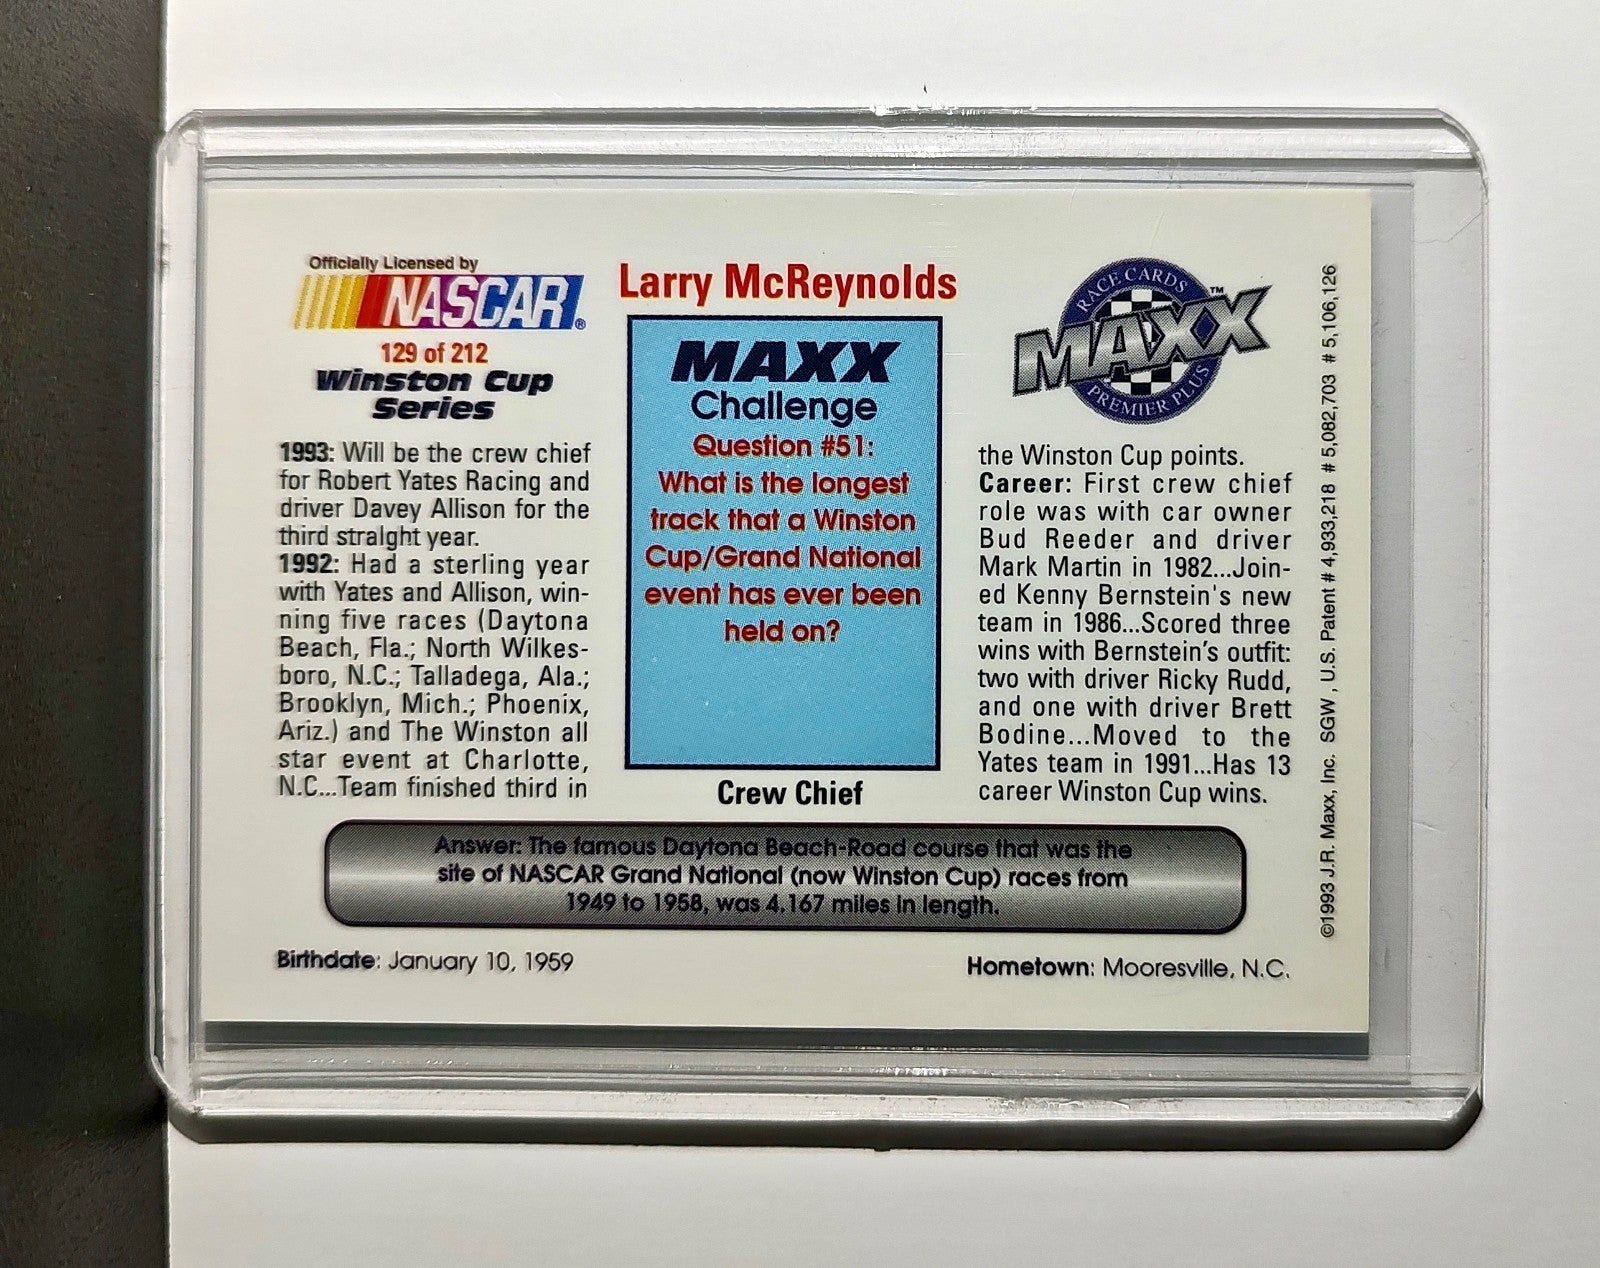 Officially Licensed by
NASCAR®
129 of 212
Winston Cup
Series
1993: Will be the crew chief
for Robert Yates Racing and
driver Davey Allison for the
third straight year.
1992: Had a sterling year
with Yates and Allison, win-
ning five races (Daytona
Beach, Fla.; North Wilkes-
boro, N.C.; Talladega, Ala.;
Brooklyn, Mich.; Phoenix,
Ariz.) and The Winston all
star event at Charlotte,
N.C...Team finished third in
Larry McReynolds
MAXX
Challenge
Question #51:
What is the longest
track that a Winston
Cup/Grand National
event has ever been
held on?
Crew Chief
RACE CARDS
MAXX™
PREMIER PLUS
the Winston Cup points.
Career: First crew chief
role was with car owner
Bud Reeder and driver
Mark Martin in 1982...Join-
ed Kenny Bernstein's new
team in 1986...Scored three
wins with Bernstein's outfit:
two with driver Ricky Rudd,
and one with driver Brett
Bodine...Moved to the
Yates team in 1991...Has 13
career Winston Cup wins.
Answer: The famous Daytona Beach-Road course that was the
site of NASCAR Grand National (now Winston Cup) races from
1949 to 1958, was 4.167 miles in length.
Birthdate: January 10, 1959
Hometown: Mooresville, N.C.
©1993 J.R. Maxx, Inc. SGW, U.S. Patent # 4,933,218 # 5,082,703 # 5,106,126